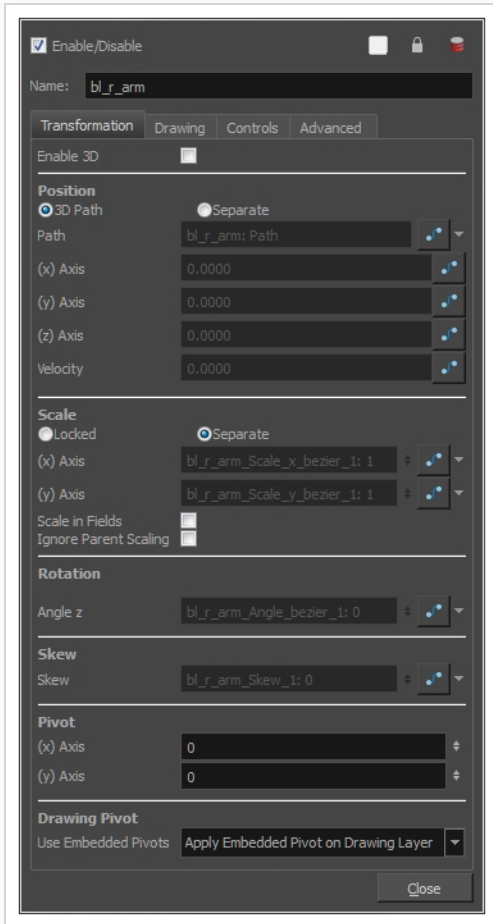 Enable/Disable
Name: bl_r_arm
Transformation Drawing Controls Advanced
Enable 3D
Position
3D Path Separate
Path bl_r_arm: Path
(x) Axis 0.0000
(y) Axis 0.0000
(z) Axis 0.0000
Velocity 0.0000
Scale
Locked Separate
(x) Axis bl_r_arm_Scale_x_bezier_1: 1
(y) Axis bl_r_arm_Scale_y_bezier_1: 1
Scale in Fields
Ignore Parent Scaling
Rotation
Angle z bl_r_arm_Angle_bezier_1: 0
Skew
Skew bl_r_arm_Skew_1: 0
Pivot
(x) Axis 0
(y) Axis 0
Drawing Pivot
Use Embedded Pivots Apply Embedded Pivot on Drawing Layer
Close